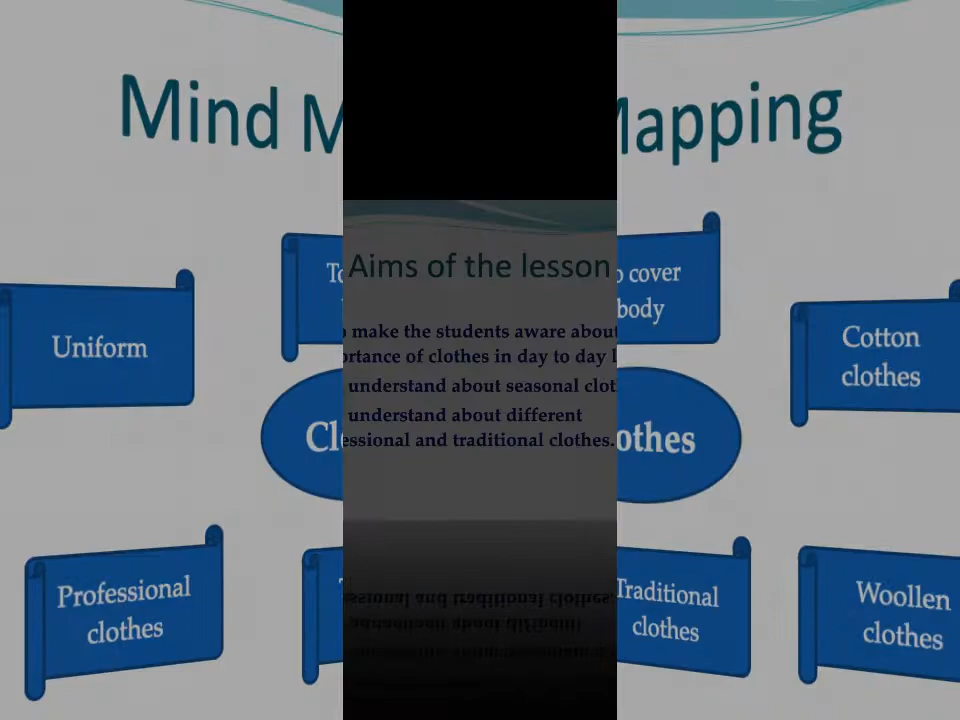 Mind M
Mapping
Aims of the lesson
make the students aware about
ortance of clothes in day to day l
understand about seasonal clot
understand about different
essional and traditional clothes.
To
o cover
body
Uniform
Cotton
clothes
Cl
othes
Professional
clothes
Traditional
clothes
Woollen
clothes